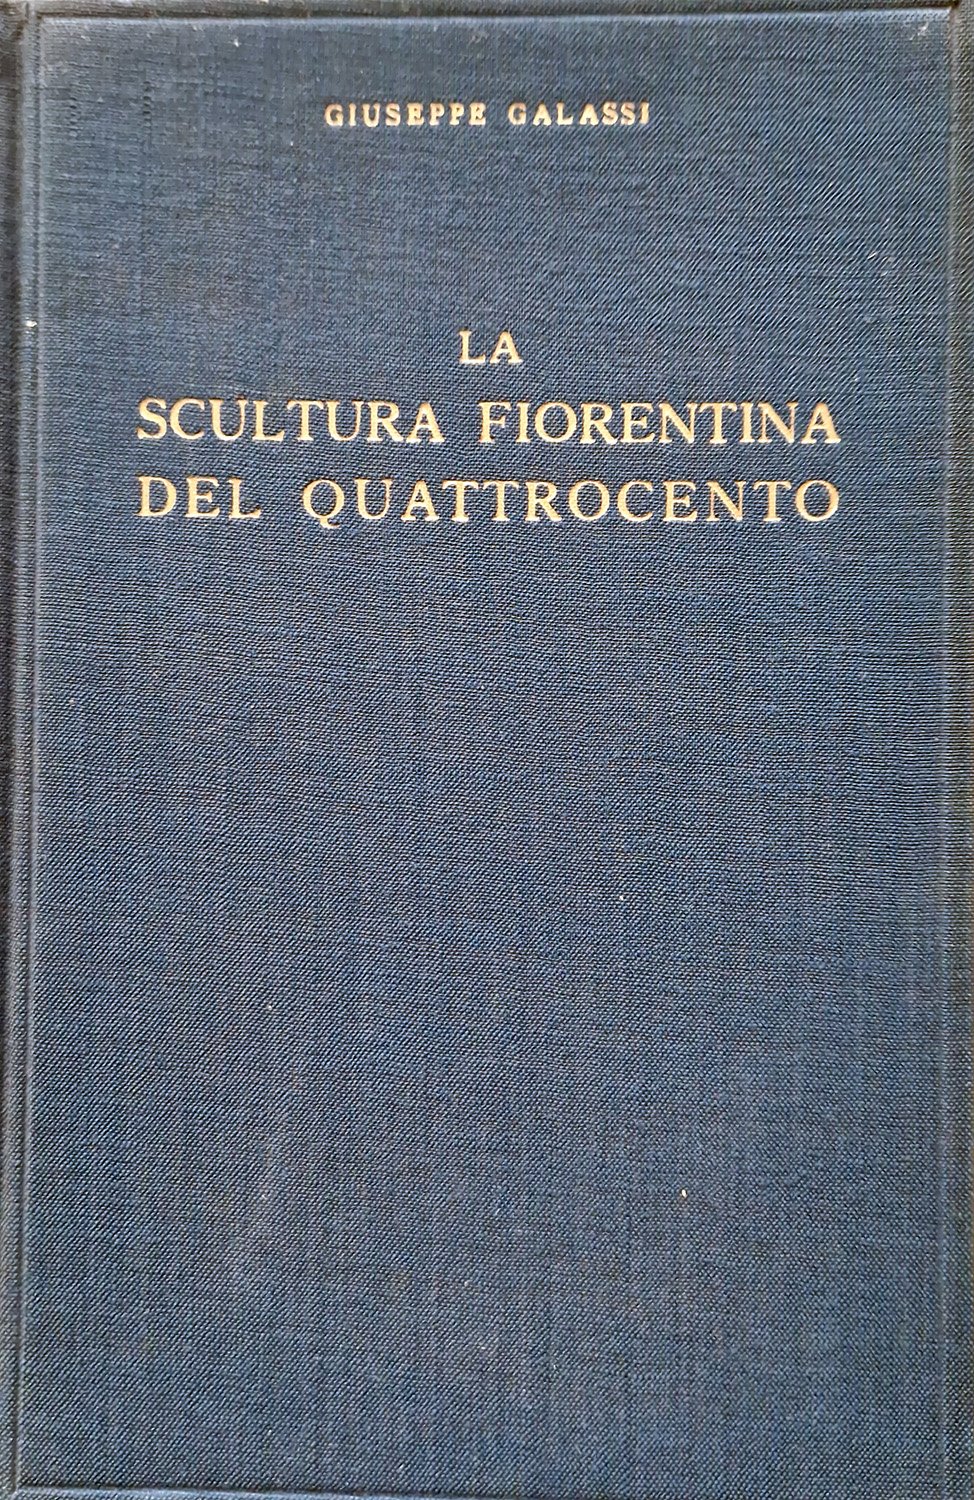 GIUSEPPE GALASSI
LA
SCULTURA FIORENTINA
DEL QUATTROCENTO